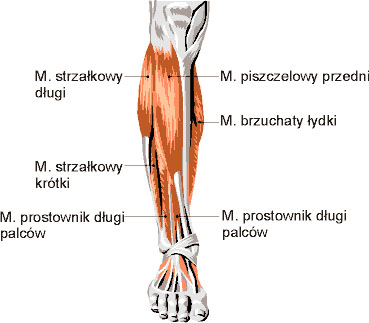 M. strzałkowy
długi
M. piszczelowy przedni
M. brzuchaty łydki
M. strzałkowy
krótki
M. prostownik długi
palców
M. prostownik długi
palców